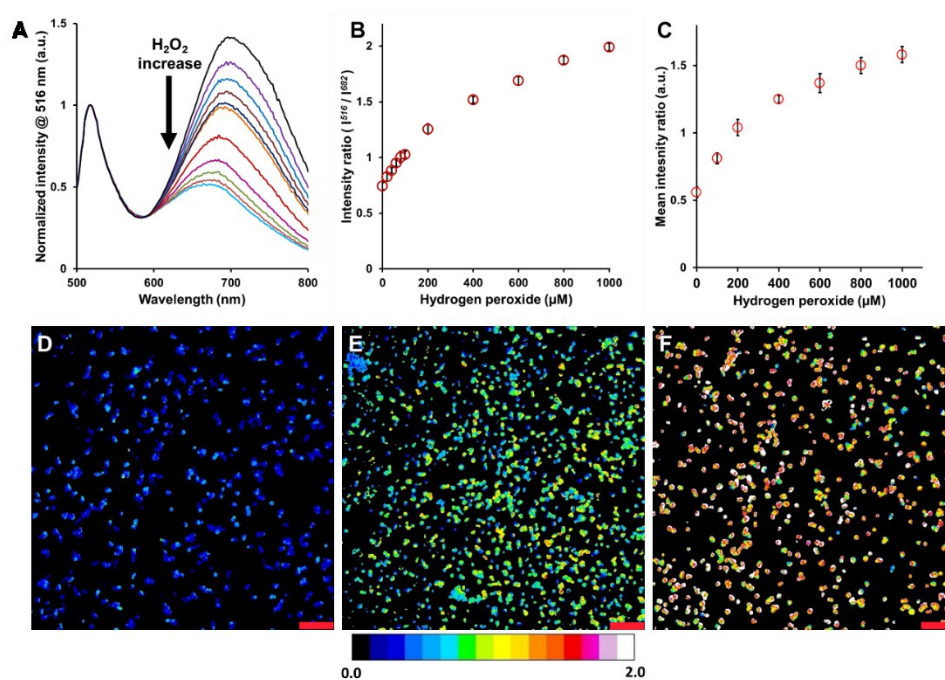 A
H₂O₂
increase
Normalized intensity @ 516 nm (a.u.)
1.5
1
0.5
0
500
600
700
800
Wavelength (nm)
B
Intensity ratio ( I⁵¹⁶ / I⁶⁸² )
2
1.5
1
0.5
0
0
200
400
600
800
1000
Hydrogen peroxide (µM)
C
Mean intesnity ratio (a.u.)
1.5
1
0.5
0
0
200
400
600
800
1000
Hydrogen peroxide (µM)
D
E
F
0.0
2.0